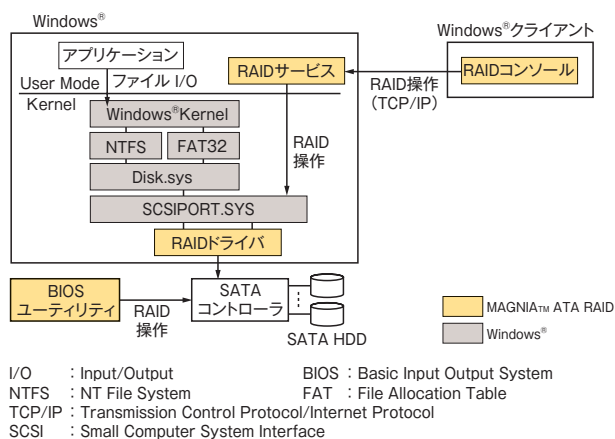 Windows®
アプリケーション
User Mode
ファイル I/O
Kernel
Windows®Kernel
NTFS
FAT32
Disk.sys
SCSIPORT.SYS
RAIDドライバ
RAIDサービス
RAID
操作
RAID操作
(TCP/IP)
Windows®クライアント
RAIDコンソール
BIOS
ユーティリティ
RAID
操作
SATA
コントローラ
SATA HDD
MAGNIA™ ATA RAID
Windows®
I/O : Input/Output
BIOS : Basic Input Output System
NTFS : NT File System
FAT : File Allocation Table
TCP/IP : Transmission Control Protocol/Internet Protocol
SCSI : Small Computer System Interface